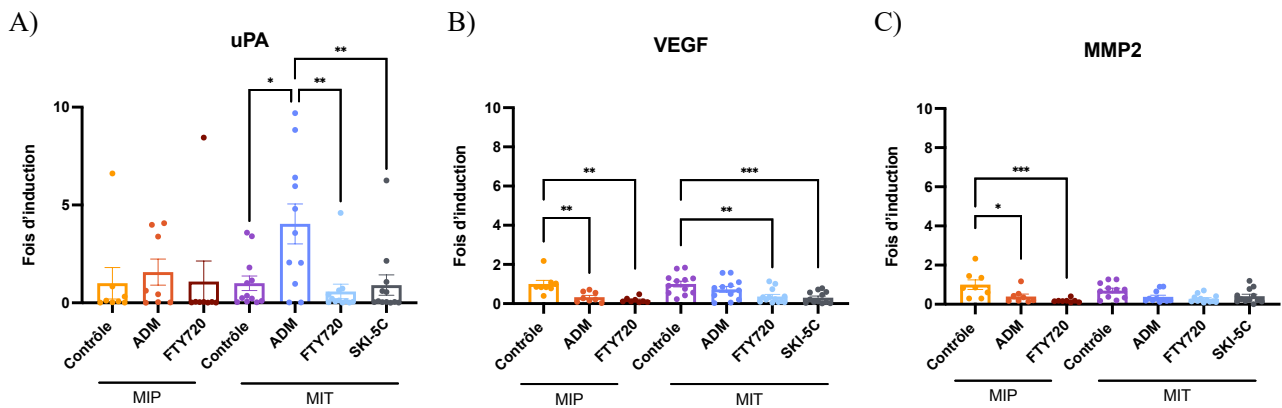 A)
uPA
**
*
**
Fois d'induction
10
5
0
Contrôle
ADM
FTY720
Contrôle
ADM
FTY720
SKI-5C
MIP
MIT
B)
VEGF
**
**
***
**
Fois d'induction
10
8
6
4
2
0
Contrôle
ADM
FTY720
Contrôle
ADM
FTY720
SKI-5C
MIP
MIT
C)
MMP2
***
*
Fois d'induction
10
8
6
4
2
0
Contrôle
ADM
FTY720
Contrôle
ADM
FTY720
SKI-5C
MIP
MIT